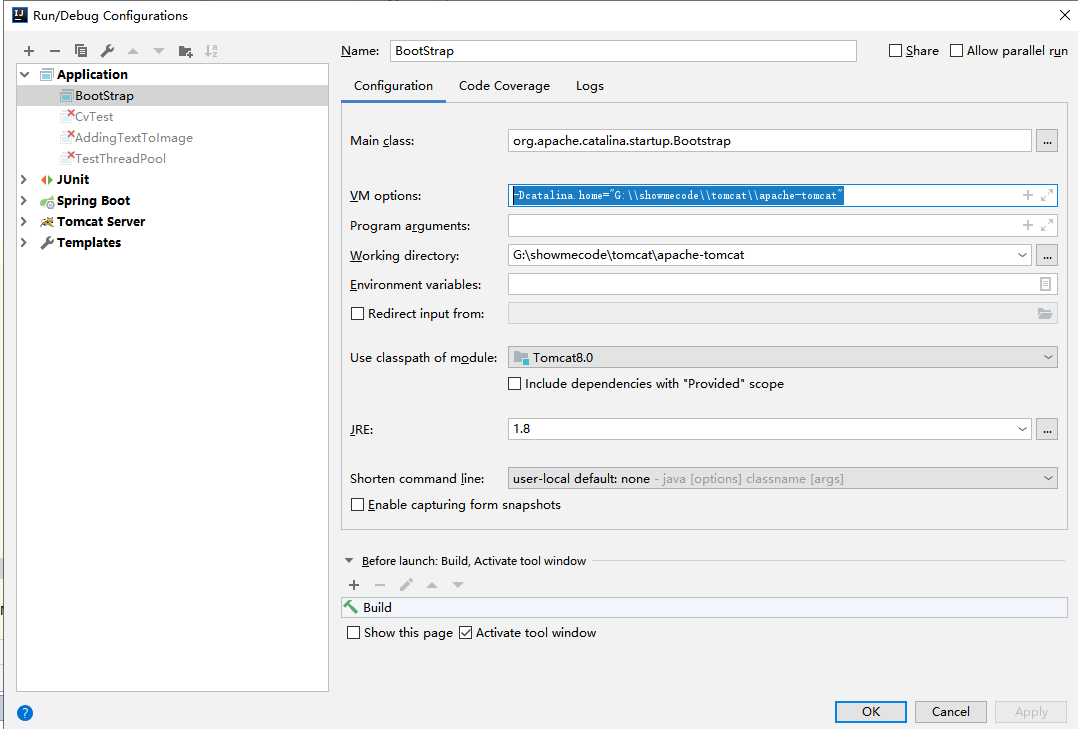 Run/Debug Configurations
Name: BootStrap Share Allow parallel run
Application
BootStrap
CvTest
AddingTextToImage
TestThreadPool
JUnit
Spring Boot
Tomcat Server
Templates
Configuration Code Coverage Logs
Main class: org.apache.catalina.startup.Bootstrap ...
VM options: -Dcatalina.home="G:\\showmecode\\tomcat\\apache-tomcat"
Program arguments:
Working directory: G:\showmecode\tomcat\apache-tomcat ...
Environment variables:
Redirect input from:
Use classpath of module: Tomcat8.0
Include dependencies with "Provided" scope
JRE: 1.8 ...
Shorten command line: user-local default: none - java [options] classname [args]
Enable capturing form snapshots
Before launch: Build, Activate tool window
Build
Show this page Activate tool window
? OK Cancel Apply